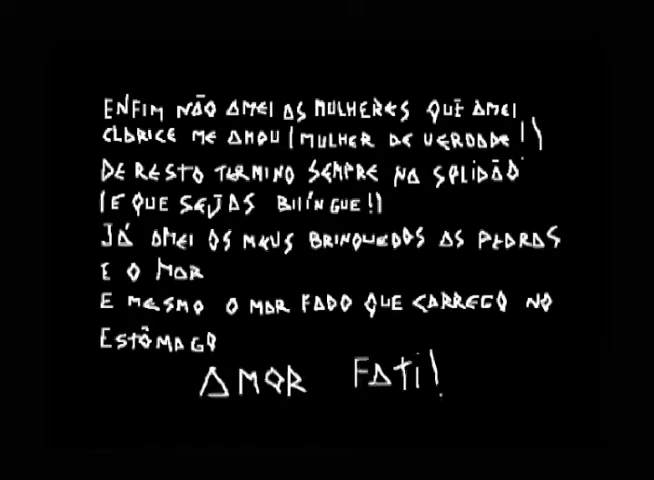 ENFIM NÃO AMEI AS MULHERES QUE AMEI
CLARICE ME AMOU (MULHER DE VERDADE!)
DE RESTO TERMINO SEMPRE NA SOLIDÃO
(E QUE SEJAS BILÍNGUE!)
JÁ AMEI OS MEUS BRINQUEDOS AS PEDRAS
E O MAR
E MESMO O MAR FADO QUE CARREGO NO
ESTÔMAGO
AMOR FATI!